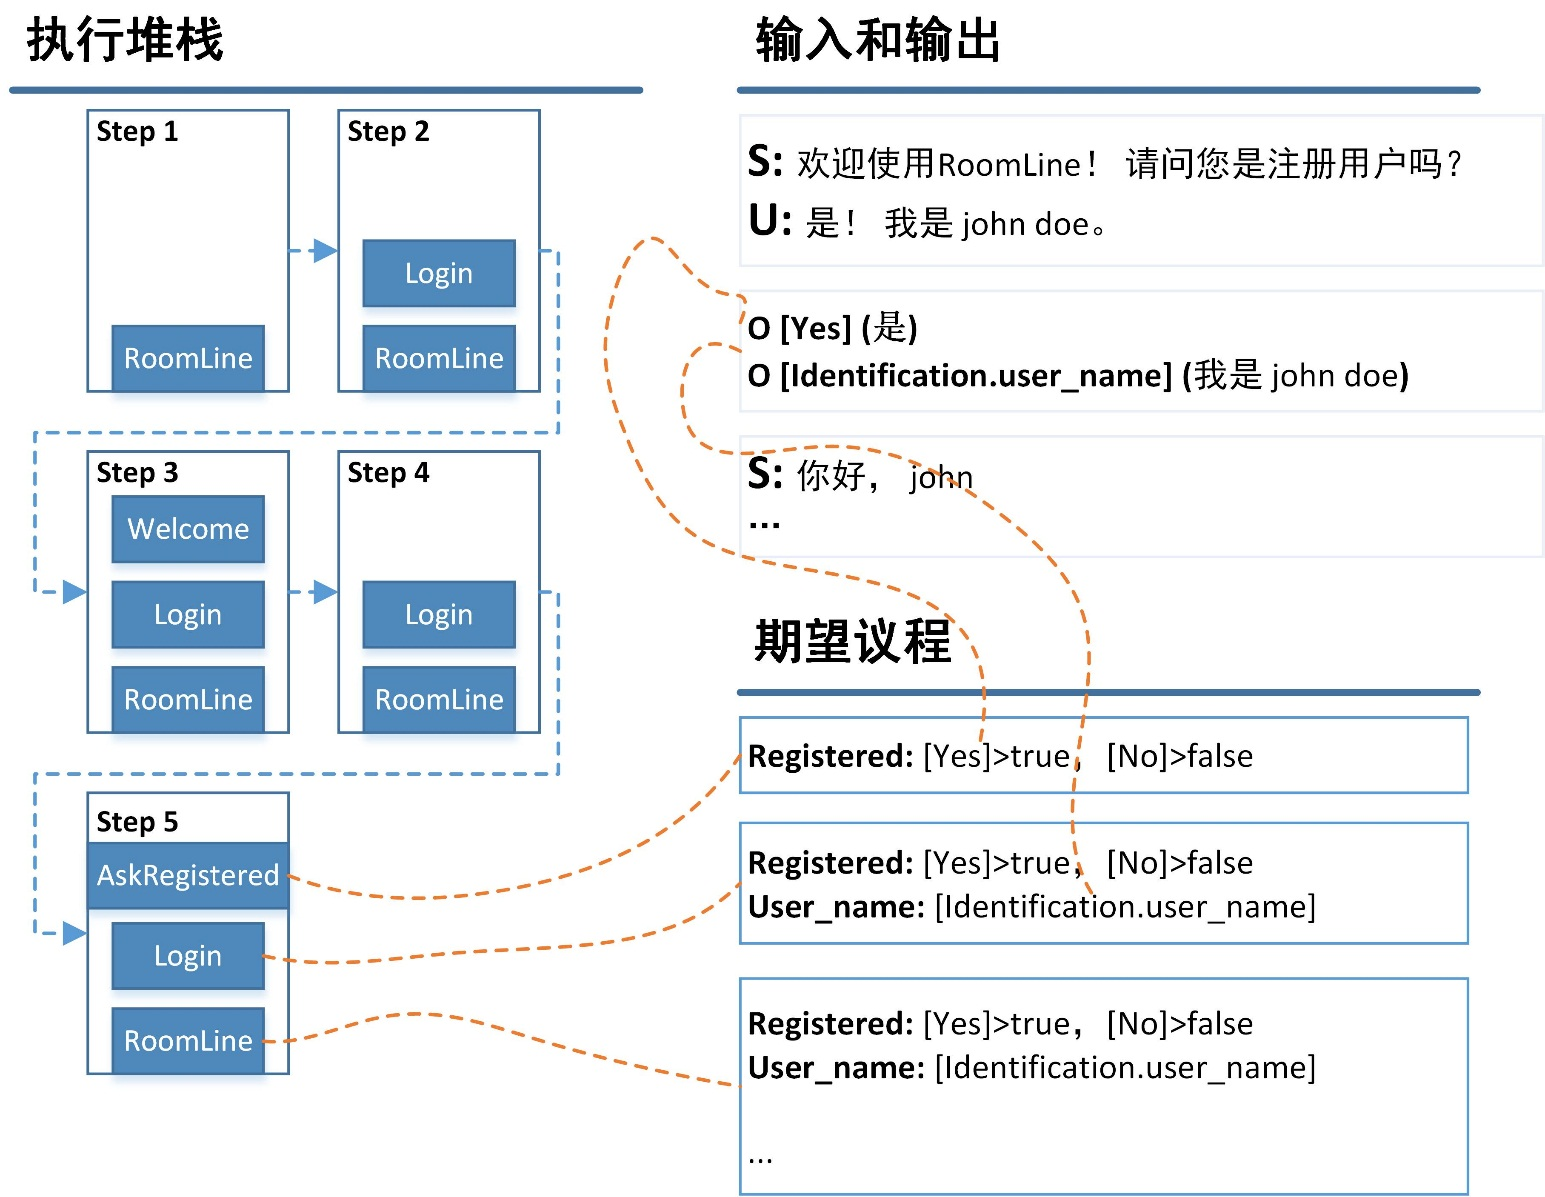 执行堆栈
Step 1
RoomLine
Step 2
Login
RoomLine
Step 3
Welcome
Login
RoomLine
Step 4
Login
RoomLine
Step 5
AskRegistered
Login
RoomLine
输入和输出
S: 欢迎使用RoomLine！ 请问您是注册用户吗？
U: 是！ 我是 john doe。
O [Yes] (是)
O [Identification.user_name] (我是 john doe)
S: 你好， john
...
期望议程
Registered: [Yes]>true， [No]>false
Registered: [Yes]>true， [No]>false
User_name: [Identification.user_name]
Registered: [Yes]>true， [No]>false
User_name: [Identification.user_name]
...